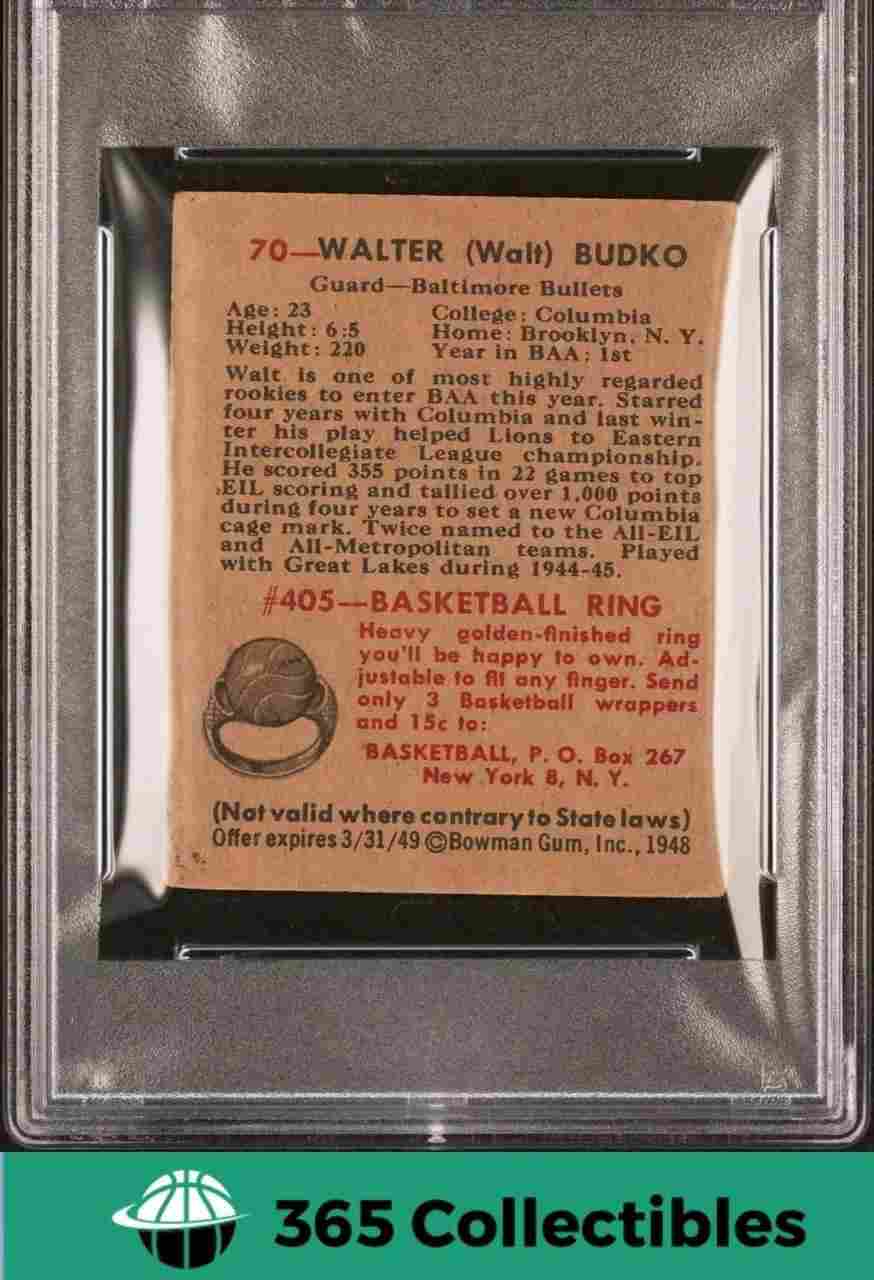 70—WALTER (Walt) BUDKO
Guard—Baltimore Bullets
Age: 23
Height: 6:5
Weight: 220
College: Columbia
Home: Brooklyn, N. Y.
Year in BAA: 1st
Walt is one of most highly regarded
rookies to enter BAA this year. Starred
four years with Columbia and last win-
ter his play helped Lions to Eastern
Intercollegiate League championship.
He scored 355 points in 22 games to top
EIL scoring and tallied over 1,000 points
during four years to set a new Columbia
cage mark. Twice named to the All-EIL
and All-Metropolitan teams. Played
with Great Lakes during 1944-45.
#405—BASKETBALL RING
Heavy golden-finished ring
you'll be happy to own. Ad-
justable to fit any finger. Send
only 3 Basketball wrappers
and 15c to:
BASKETBALL, P. O. Box 267
New York 8, N. Y.
(Not valid where contrary to State laws)
Offer expires 3/31/49 ©Bowman Gum, Inc., 1948
365 Collectibles